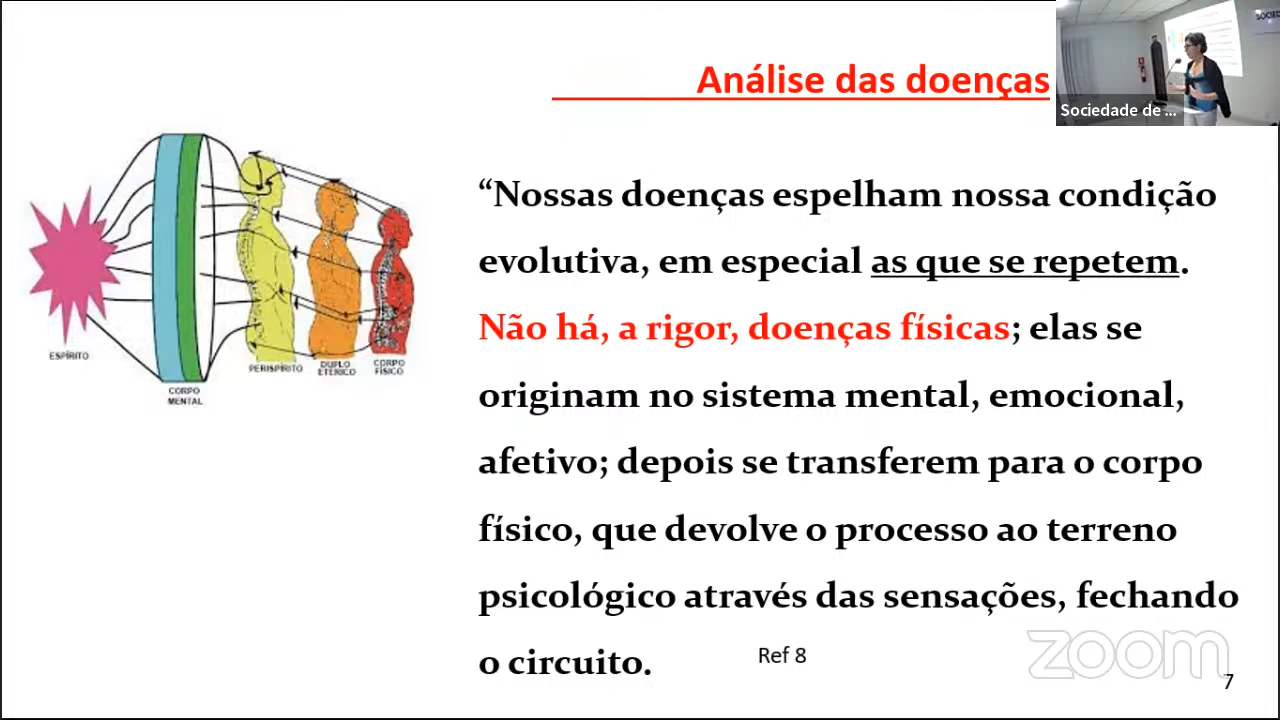 Análise das doenças
SOCIED
Sociedade de ...
“Nossas doenças espelham nossa condição
evolutiva, em especial as que se repetem.
Não há, a rigor, doenças físicas; elas se
originam no sistema mental, emocional,
afetivo; depois se transferem para o corpo
físico, que devolve o processo ao terreno
psicológico através das sensações, fechando
o circuito.
Ref 8
ESPÍRITO
CORPO
MENTAL
PERISPÍRITO
DUPLO
ETÉRICO
CORPO
FÍSICO
zoom
7